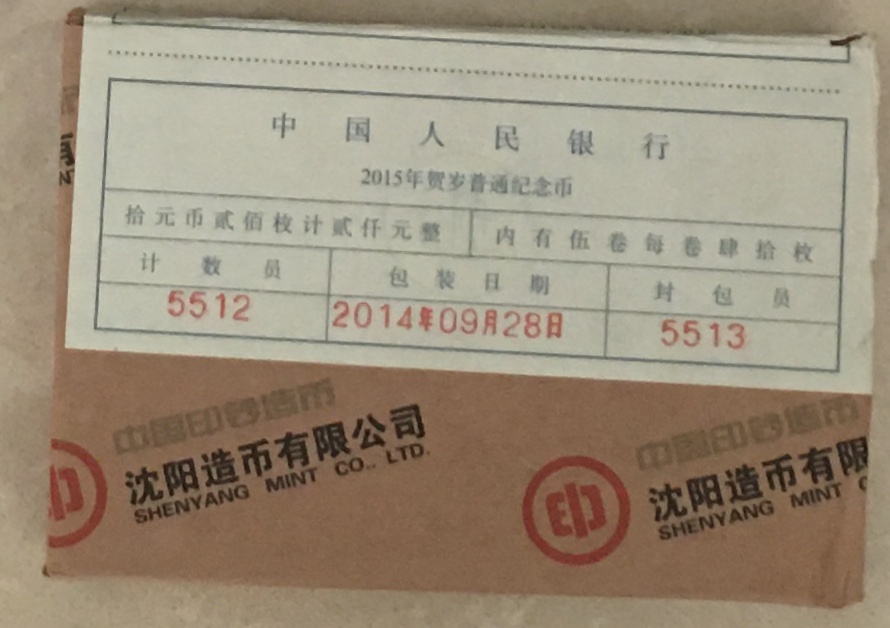 中国人民银行
2015年贺岁普通纪念币
拾元币贰佰枚计贰仟元整 内有伍卷每卷肆拾枚
计数员 包装日期 封包员
5512 2014年09月28日 5513
中国印钞造币 中国印钞造币
沈阳造币有限公司 沈阳造币有限
SHENYANG MINT CO., LTD. SHENYANG MINT